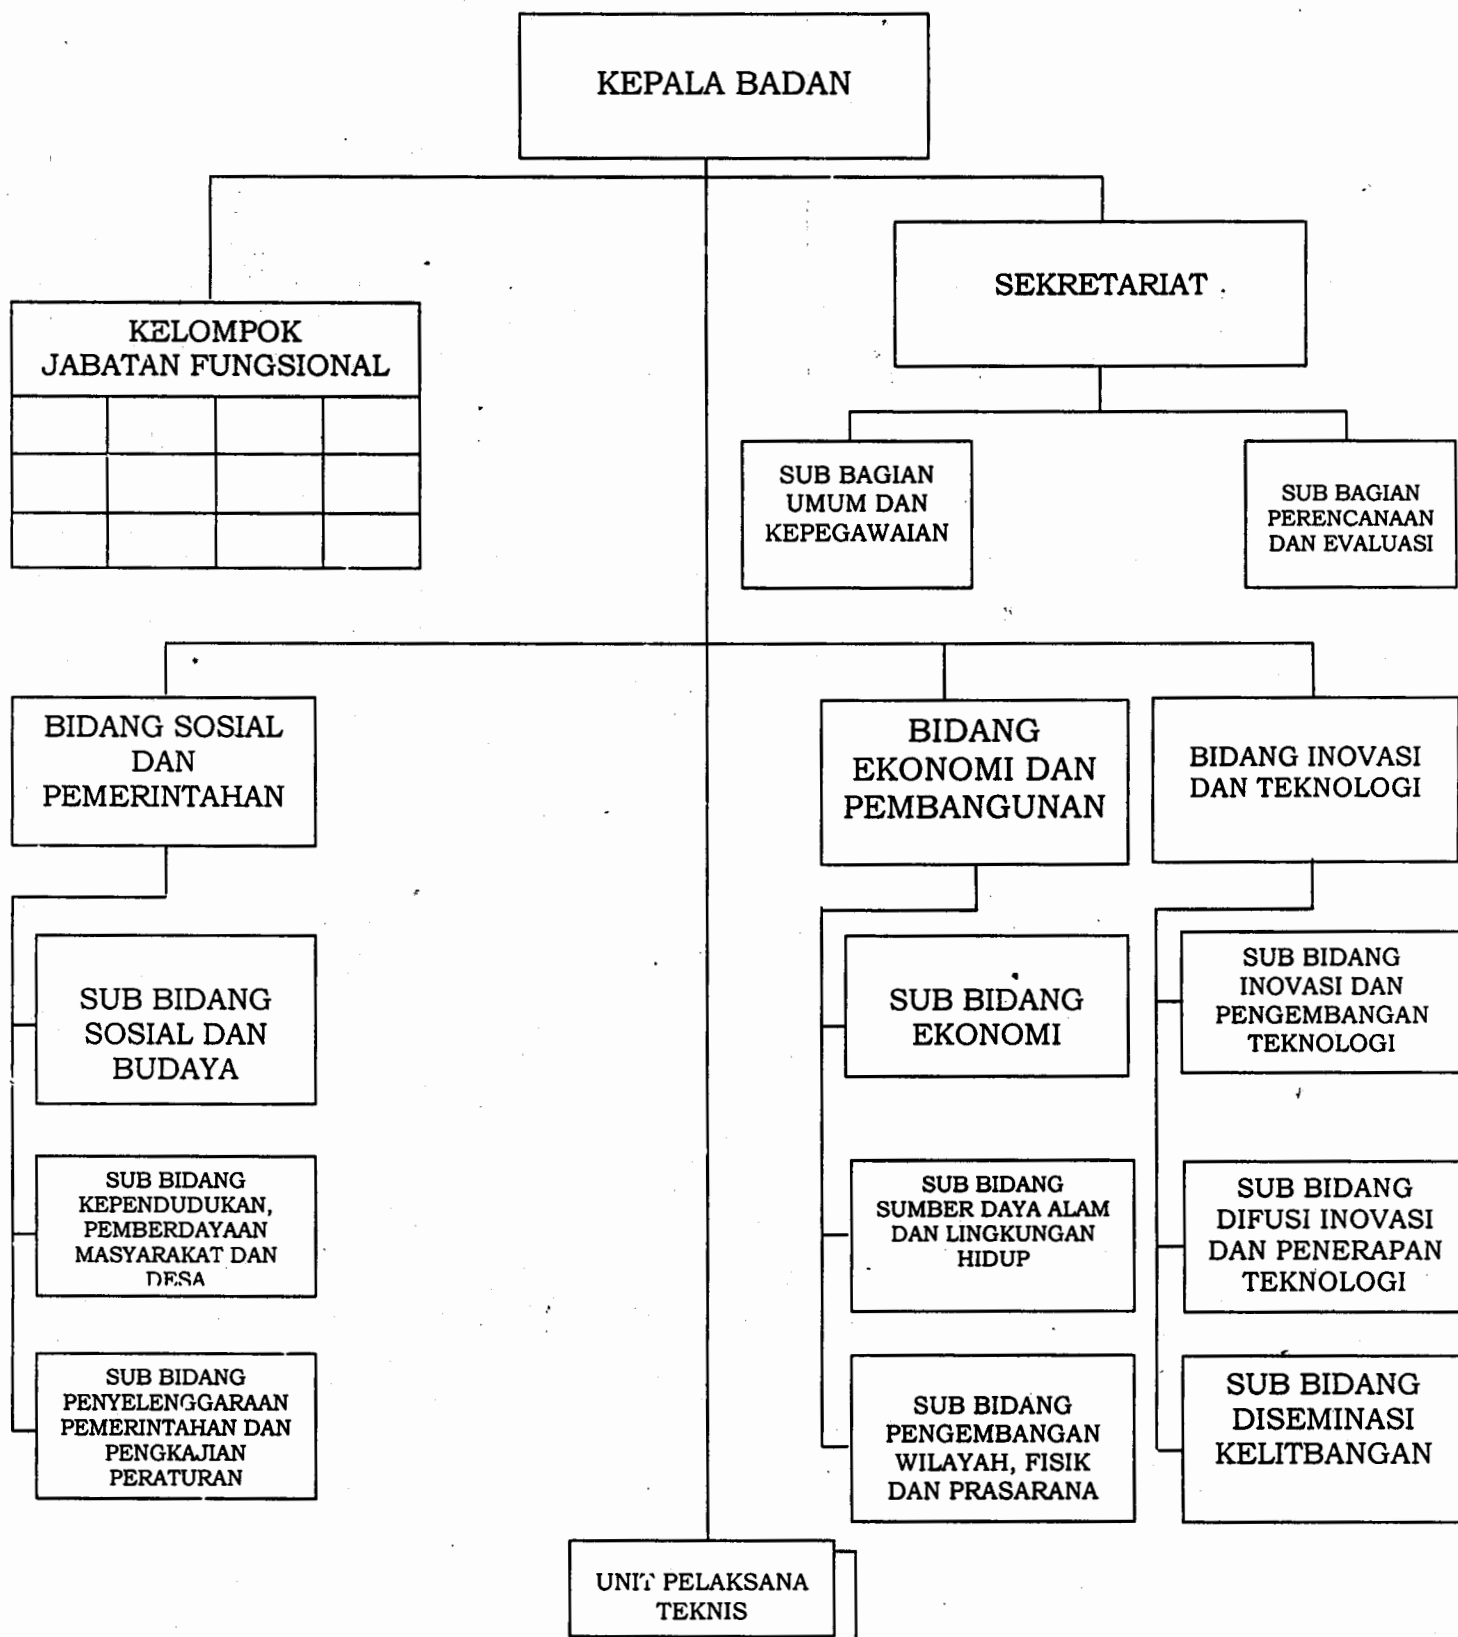 KEPALA BADAN
SEKRETARIAT
KELOMPOK
JABATAN FUNGSIONAL
SUB BAGIAN
UMUM DAN
KEPEGAWAIAN
SUB BAGIAN
PERENCANAAN
DAN EVALUASI
BIDANG SOSIAL
DAN
PEMERINTAHAN
BIDANG
EKONOMI DAN
PEMBANGUNAN
BIDANG INOVASI
DAN TEKNOLOGI
SUB BIDANG
SOSIAL DAN
BUDAYA
SUB BIDANG
EKONOMI
SUB BIDANG
INOVASI DAN
PENGEMBANGAN
TEKNOLOGI
SUB BIDANG
KEPENDUDUKAN,
PEMBERDAYAAN
MASYARAKAT DAN
DESA
SUB BIDANG
SUMBER DAYA ALAM
DAN LINGKUNGAN
HIDUP
SUB BIDANG
DIFUSI INOVASI
DAN PENERAPAN
TEKNOLOGI
SUB BIDANG
PENYELENGGARAAN
PEMERINTAHAN DAN
PENGKAJIAN
PERATURAN
SUB BIDANG
PENGEMBANGAN
WILAYAH, FISIK
DAN PRASARANA
SUB BIDANG
DISEMINASI
KELITBANGAN
UNIT PELAKSANA
TEKNIS